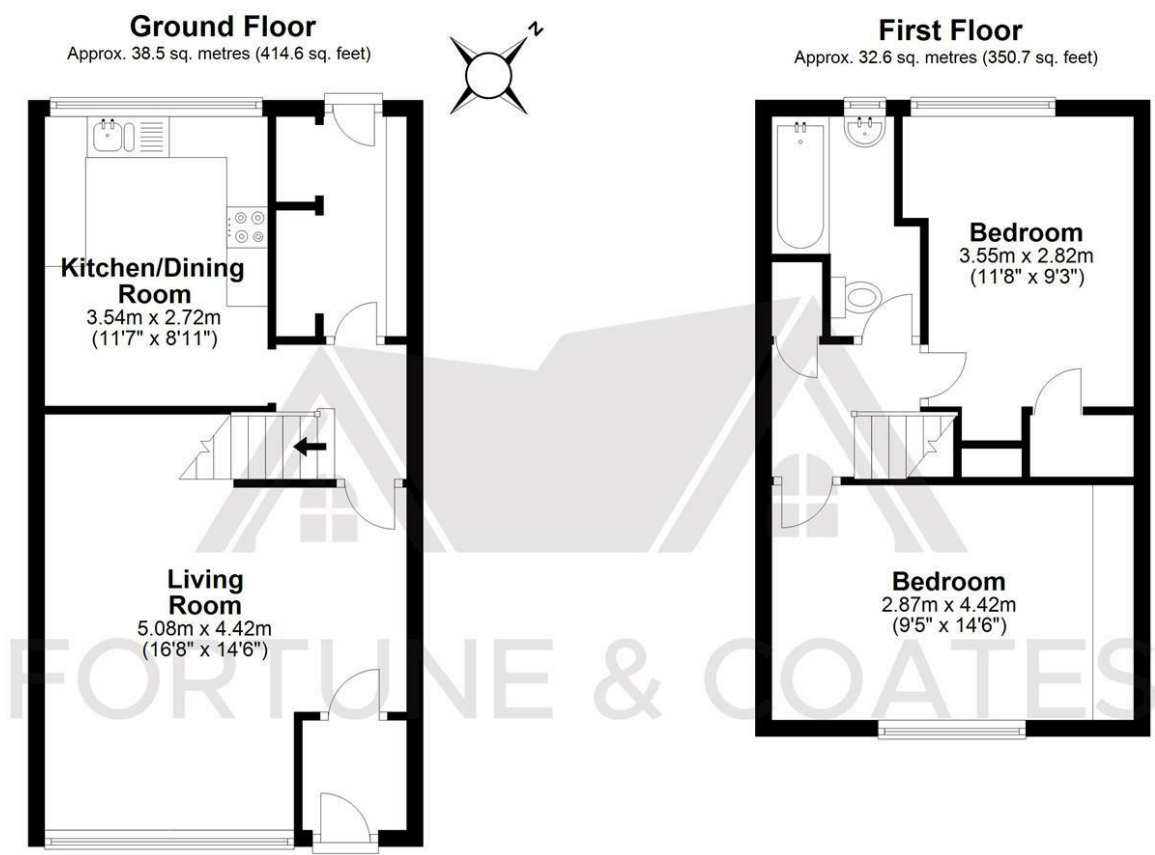 Ground Floor
Approx. 38.5 sq. metres (414.6 sq. feet)
N
First Floor
Approx. 32.6 sq. metres (350.7 sq. feet)
Kitchen/Dining
Room
3.54m x 2.72m
(11'7" x 8'11")
Bedroom
3.55m x 2.82m
(11'8" x 9'3")
Living
Room
5.08m x 4.42m
(16'8" x 14'6")
Bedroom
2.87m x 4.42m
(9'5" x 14'6")
FORTUNE & COATES